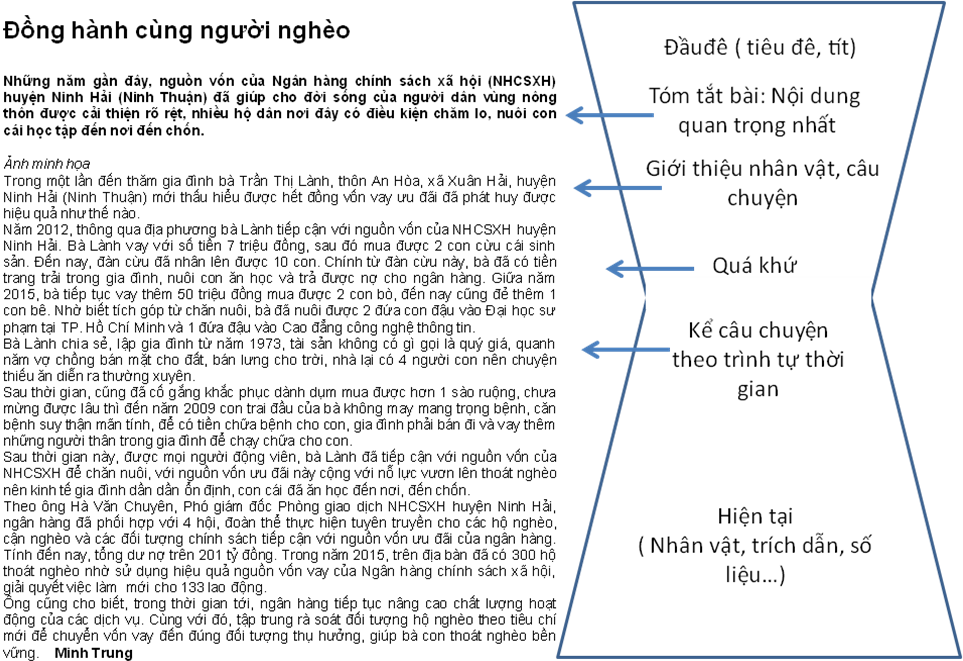 Đồng hành cùng người nghèo
Những năm gần đây, nguồn vốn của Ngân hàng chính sách xã hội (NHCSXH)
huyện Ninh Hải (Ninh Thuận) đã giúp cho đời sống của người dân vùng nông
thôn được cải thiện rõ rệt, nhiều hộ dân nơi đây có điều kiện chăm lo, nuôi con
cái học tập đến nơi đến chốn.
Ảnh minh họa
Trong một lần đến thăm gia đình bà Trần Thị Lành, thôn An Hòa, xã Xuân Hải, huyện
Ninh Hải (Ninh Thuận) mới thấu hiểu được hết đồng vốn vay ưu đãi đã phát huy được
hiệu quả như thế nào.
Năm 2012, thông qua địa phương bà Lành tiếp cận với nguồn vốn của NHCSXH huyện
Ninh Hải. Bà Lành vay với số tiền 7 triệu đồng, sau đó mua được 2 con cừu cái sinh
sản. Đến nay, đàn cừu đã nhân lên được 10 con. Chính từ đàn cừu này, bà đã có tiền
trang trải trong gia đình, nuôi con ăn học và trả được nợ cho ngân hàng. Giữa năm
2015, bà tiếp tục vay thêm 50 triệu đồng mua được 2 con bò, đến nay cũng đẻ thêm 1
con bê. Nhờ biết tích góp từ chăn nuôi, bà đã nuôi được 2 đứa con đậu vào Đại học sư
phạm tại TP. Hồ Chí Minh và 1 đứa đậu vào Cao đẳng công nghệ thông tin.
Bà Lành chia sẻ, lập gia đình từ năm 1973, tài sản không có gì gọi là quý giá, quanh
năm vợ chồng bán mặt cho đất, bán lưng cho trời, nhà lại có 4 người con nên chuyện
thiếu ăn diễn ra thường xuyên.
Sau thời gian, cũng đã cố gắng khắc phục dành dụm mua được hơn 1 sào ruộng, chưa
mừng được lâu thì đến năm 2009 con trai đầu của bà không may mang trọng bệnh, căn
bệnh suy thận mãn tính, để có tiền chữa bệnh cho con, gia đình phải bán đi và vay thêm
những người thân trong gia đình để chạy chữa cho con.
Sau thời gian này, được mọi người động viên, bà Lành đã tiếp cận với nguồn vốn của
NHCSXH để chăn nuôi, với nguồn vốn ưu đãi này cộng với nỗ lực vươn lên thoát nghèo
nên kinh tế gia đình dần dần ổn định, con cái đã ăn học đến nơi, đến chốn.
Theo ông Hà Văn Chuyên, Phó giám đốc Phòng giao dịch NHCSXH huyện Ninh Hải,
ngân hàng đã phối hợp với 4 hội, đoàn thể thực hiện tuyên truyền cho các hộ nghèo,
cận nghèo và các đối tượng chính sách tiếp cận với nguồn vốn ưu đãi của ngân hàng.
Tính đến nay, tổng dư nợ trên 201 tỷ đồng. Trong năm 2015, trên địa bàn đã có 300 hộ
thoát nghèo nhờ sử dụng hiệu quả nguồn vốn vay của Ngân hàng chính sách xã hội,
giải quyết việc làm mới cho 133 lao động.
Ông cũng cho biết, trong thời gian tới, ngân hàng tiếp tục nâng cao chất lượng hoạt
động của các dịch vụ. Cùng với đó, tập trung rà soát đối tượng hộ nghèo theo tiêu chí
mới để chuyển vốn vay đến đúng đối tượng thụ hưởng, giúp bà con thoát nghèo bền
vững. Minh Trung
Đầuđê ( tiêu đê, tít)
Tóm tắt bài: Nội dung
quan trọng nhất
Giới thiệu nhân vật, câu
chuyện
Quá khứ
Kể câu chuyện
theo trình tự thời
gian
Hiện tại
( Nhân vật, trích dẫn, số
liệu...)